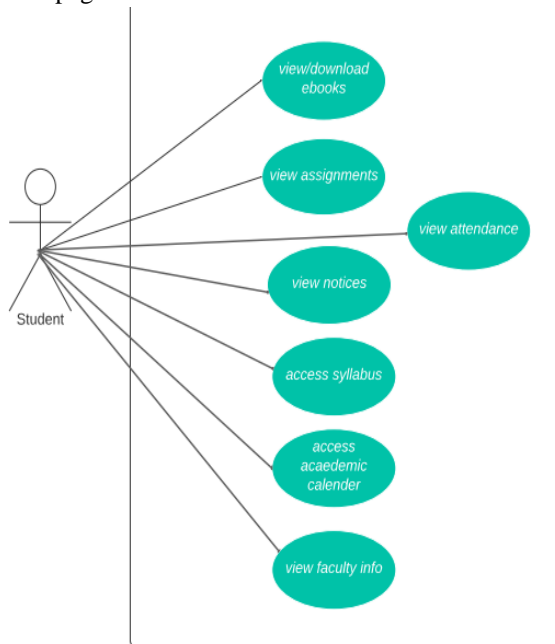 view/download
ebooks
view assignments
view attendance
view notices
Student
access syllabus
access
acaedemic
calender
view faculty info